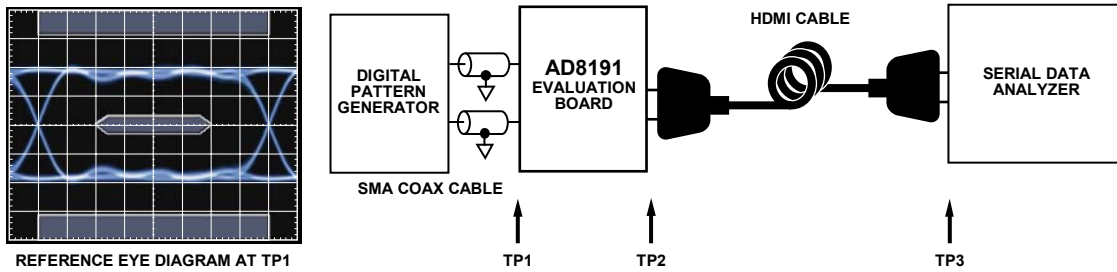 REFERENCE EYE DIAGRAM AT TP1
DIGITAL
PATTERN
GENERATOR
SMA COAX CABLE
AD8191
EVALUATION
BOARD
HDMI CABLE
SERIAL DATA
ANALYZER
TP1
TP2
TP3